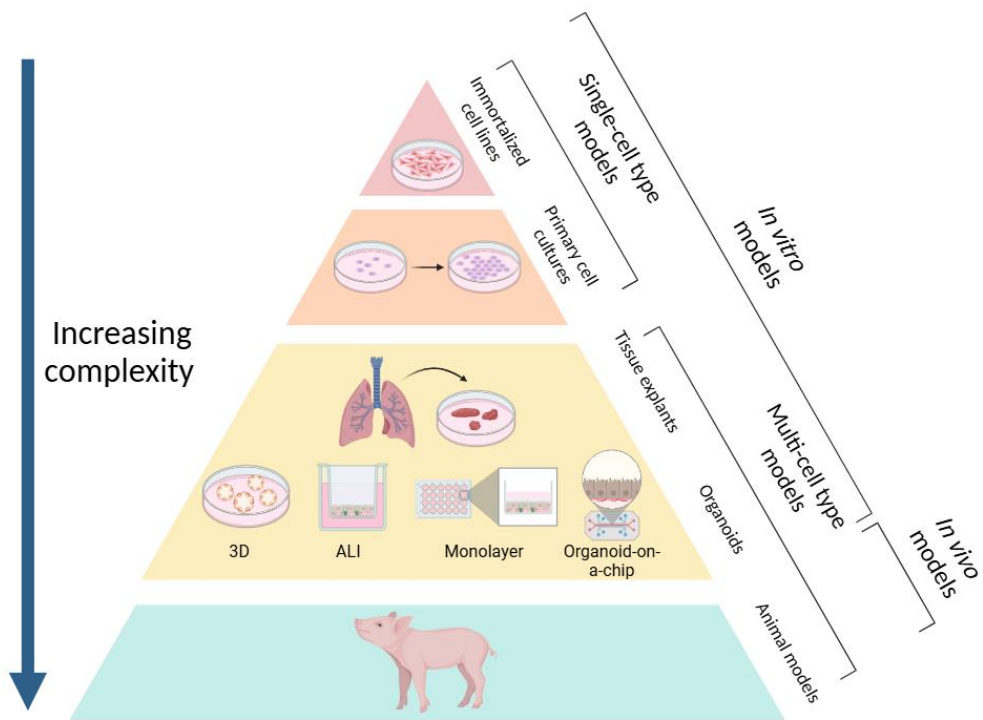 Increasing
complexity
Immortalized
cell lines
Primary cell
cultures
Tissue explants
Organoids
Animal models
Single-cell type
models
Multi-cell type
models
In vitro
models
In vivo
models
3D
ALI
Monolayer
Organoid-on-
a-chip